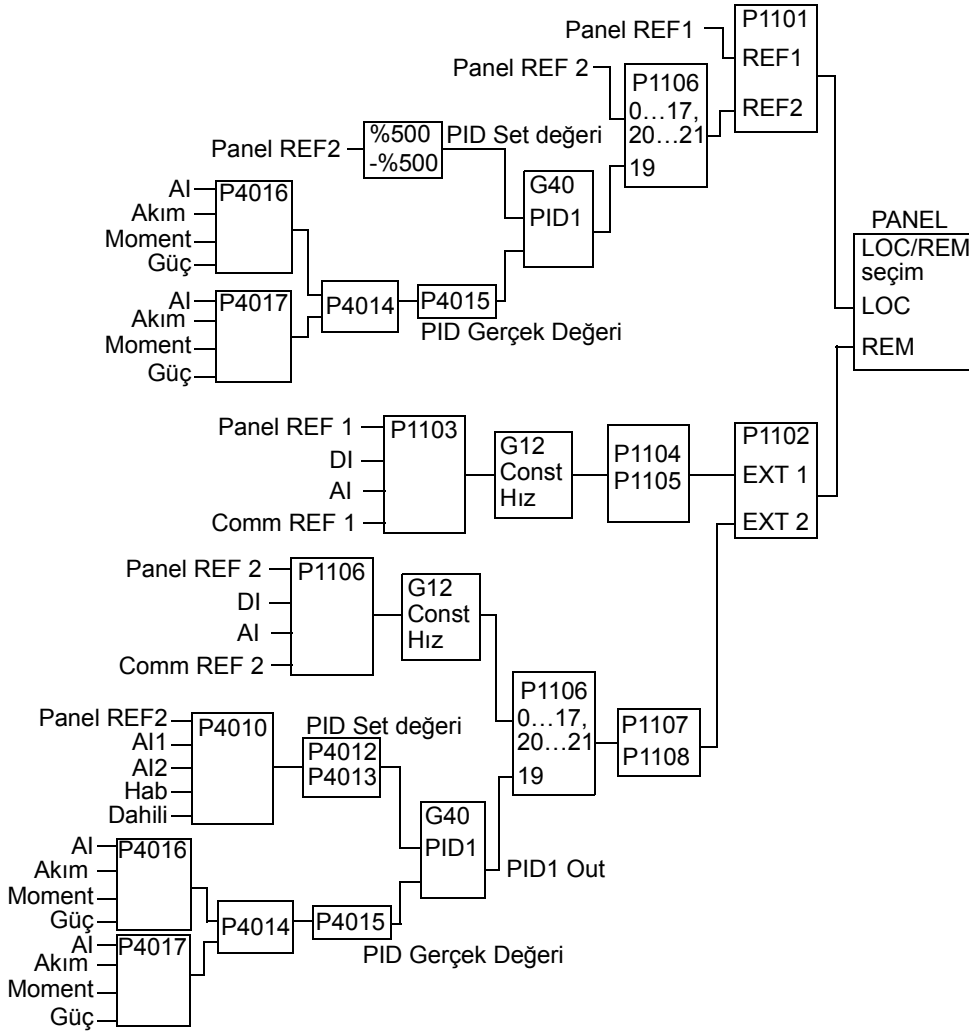 P1101
Panel REF1
REF1
REF2
Panel REF 2
P1106
0...17,
20...21
19
Panel REF2
%500
-%500
PID Set değeri
G40
PID1
AI
Akım
Moment
Güç
P4016
AI
Akım
Moment
Güç
P4017
P4014
P4015
PID Gerçek Değeri
PANEL
LOC/REM
seçim
LOC
REM
Panel REF 1
DI
AI
Comm REF 1
P1103
G12
Const
Hız
P1104
P1105
P1102
EXT 1
EXT 2
Panel REF 2
DI
AI
Comm REF 2
P1106
G12
Const
Hız
P1106
0...17,
20...21
19
P1107
P1108
Panel REF2
AI1
AI2
Hab
Dahili
P4010
PID Set değeri
P4012
P4013
G40
PID1
PID1 Out
AI
Akım
Moment
Güç
P4016
AI
Akım
Moment
Güç
P4017
P4014
P4015
PID Gerçek Değeri